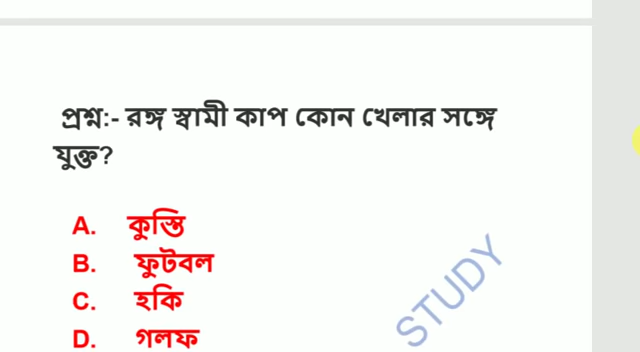 প্রশ্ন:- রঙ্গ স্বামী কাপ কোন খেলার সঙ্গে
যুক্ত?
A. কুস্তি
B. ফুটবল
C. হকি
D. গলফ
STUDY